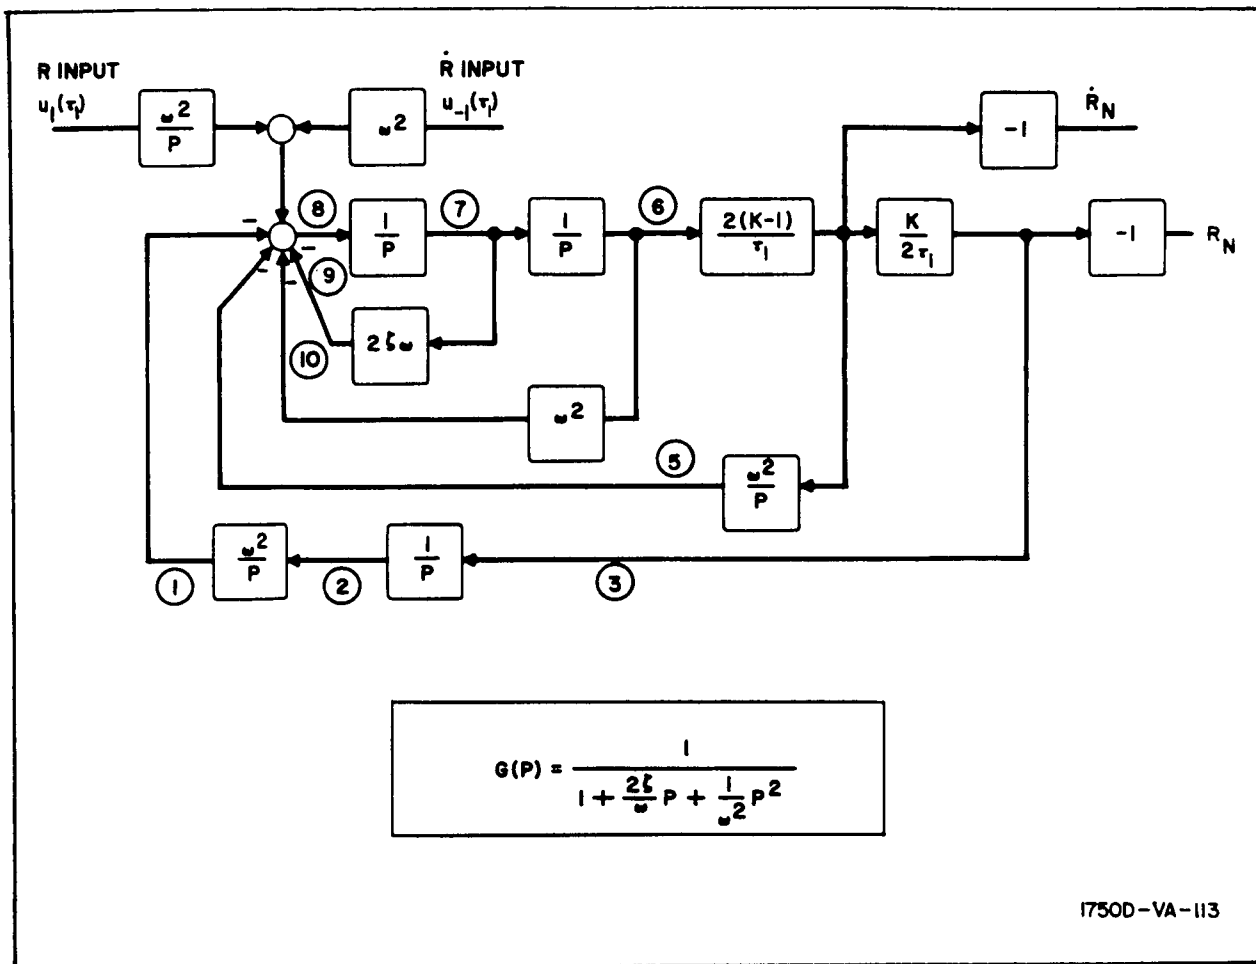 R INPUT
u₁(τ₁)
ω²/P
Ṙ INPUT
u₋₁(τ₁)
ω²
-1
Ṙ_N
8
1/P
7
1/P
6
2(K-1)/τ₁
K/2τ₁
-1
R_N
-
-
-
-
9
2ζω
10
ω²
5
ω²/P
1
ω²/P
2
1/P
3
G(P) = 1/(1 + (2ζ/ω)P + (1/ω²)P²)
1750D-VA-113